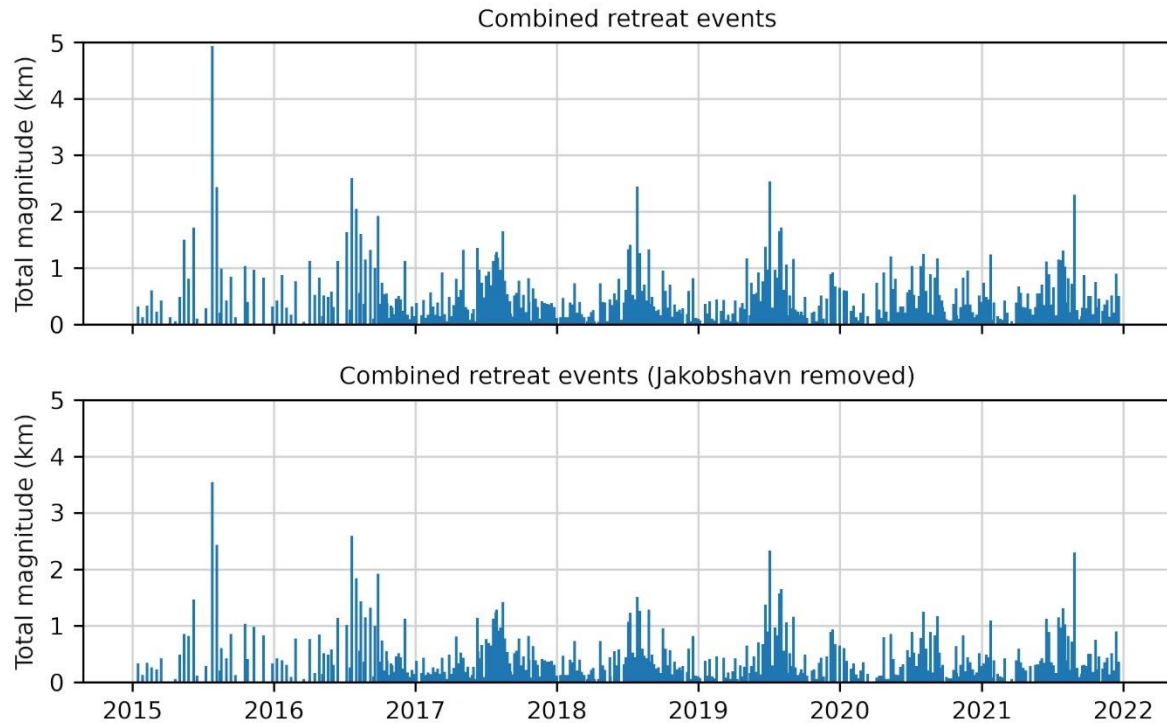 Combined retreat events
Total magnitude (km)
5
4
3
2
1
0
Combined retreat events (Jakobshavn removed)
Total magnitude (km)
5
4
3
2
1
0
2015 2016 2017 2018 2019 2020 2021 2022